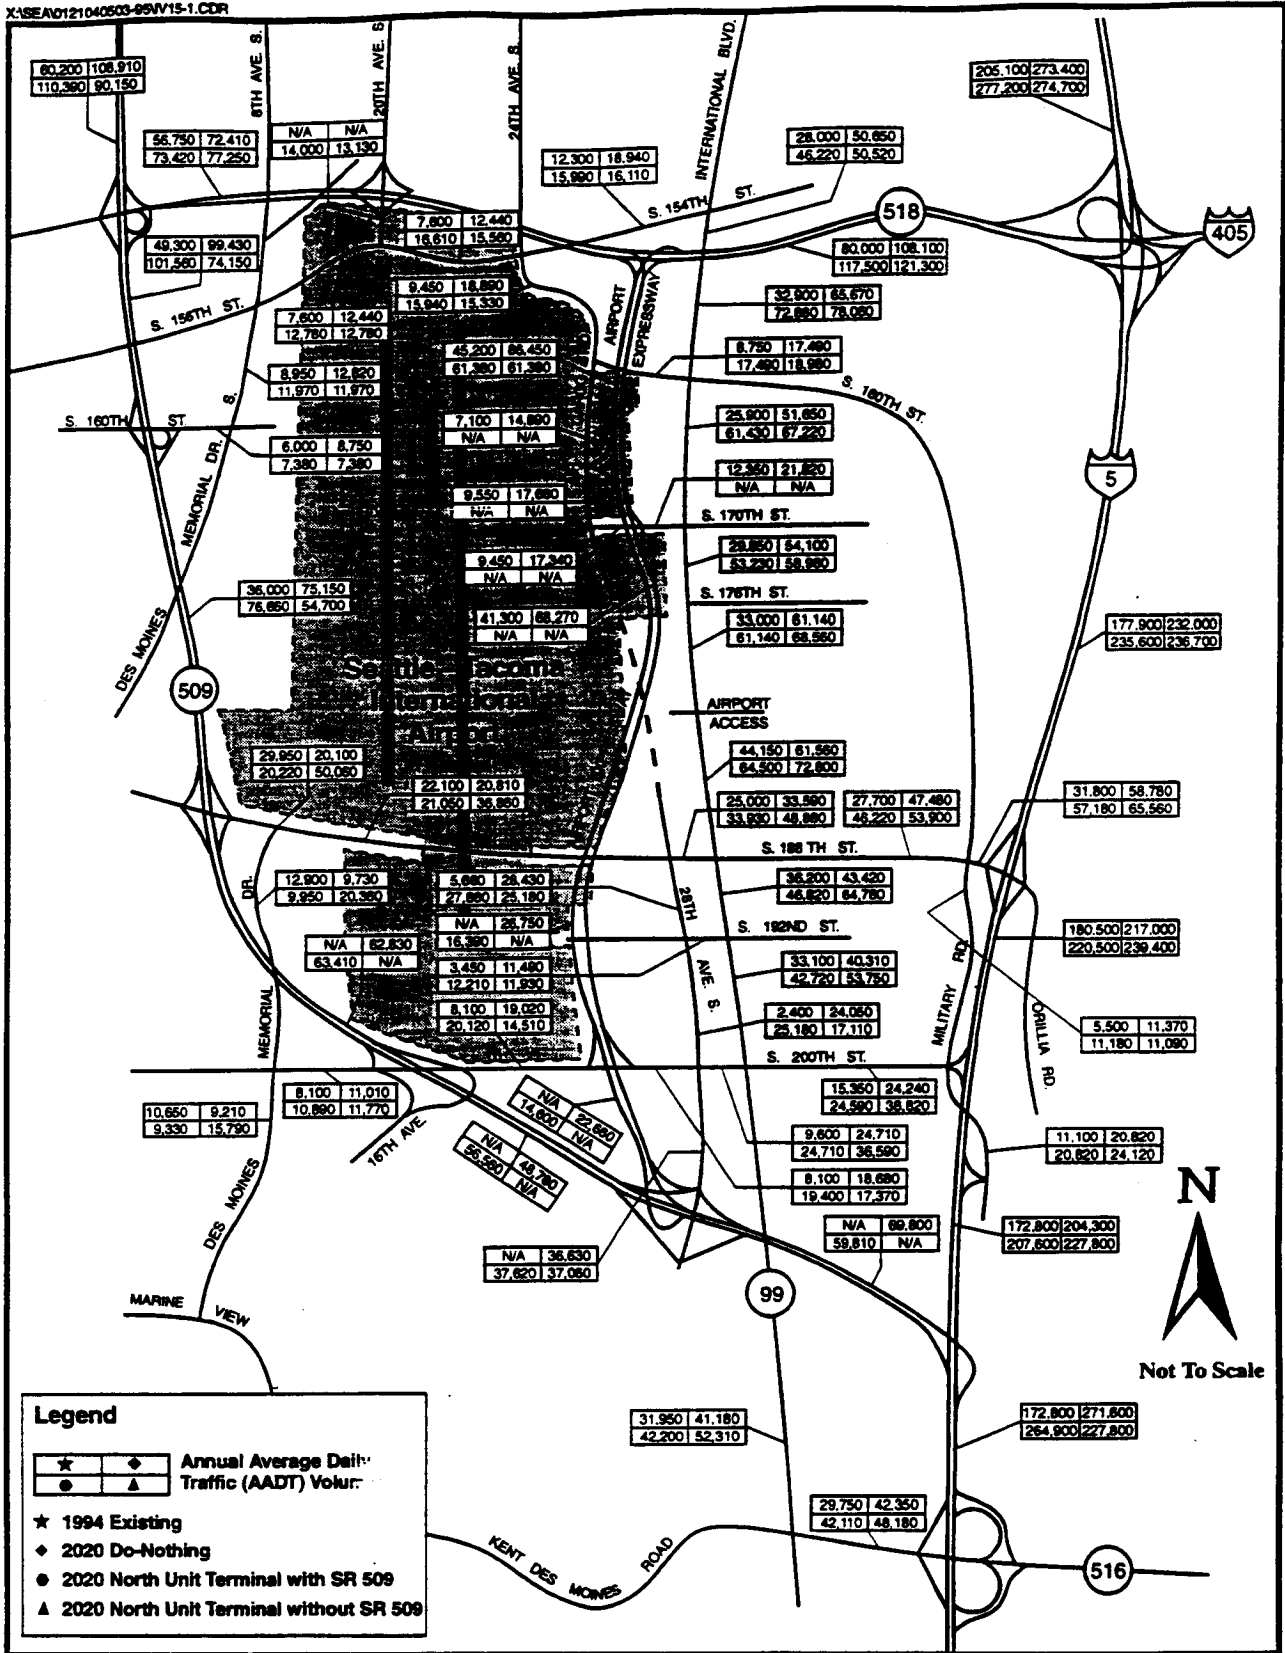 X:\SEA\0121040503-95\IV15-1.CDR
8TH AVE. S.
20TH AVE. S.
24TH AVE. S.
INTERNATIONAL BLVD.
60,200 108,910
110,390 90,150
205,100 273,400
277,200 274,700
56,750 72,410
73,420 77,250
N/A N/A
14,000 13,130
12,300 18,940
15,990 16,110
28,000 50,650
46,220 50,520
S. 154TH ST.
518
405
7,600 12,440
16,610 15,560
49,300 99,430
101,560 74,150
80,000 108,100
117,500 121,300
AIRPORT
EXPRESSWAY
9,450 18,890
15,940 15,330
32,900 65,670
72,860 78,060
S. 156TH ST.
7,600 12,440
12,780 12,780
45,200 86,450
61,380 61,380
8,750 17,490
17,490 18,980
S. 160TH ST.
8,950 12,820
11,970 11,970
25,900 51,650
61,430 67,220
S. 160TH ST.
7,100 14,890
N/A N/A
6,000 8,750
7,380 7,380
12,350 21,820
N/A N/A
5
MEMORIAL DR. S.
9,550 17,680
N/A N/A
S. 170TH ST.
9,450 17,340
N/A N/A
29,850 54,100
53,230 58,960
S. 176TH ST.
36,000 75,150
76,650 54,700
41,300 68,270
N/A N/A
33,000 61,140
61,140 68,560
177,900 232,000
235,600 236,700
DES MOINES
509
Seattle Tacoma
International
Airport
AIRPORT
ACCESS
29,950 20,100
20,220 50,060
44,150 61,560
64,500 72,800
22,100 20,810
21,050 36,860
25,000 33,590
33,930 48,880
27,700 47,480
46,220 53,900
31,800 58,780
57,180 65,560
S. 188 TH ST.
12,900 9,730
9,950 20,360
5,660 28,430
27,860 25,180
36,200 43,420
46,820 64,780
DR.
28TH AVE. S.
N/A 26,750
16,390 N/A
S. 192ND ST.
180,500 217,000
220,500 239,400
N/A 62,830
63,410 N/A
3,450 11,490
12,210 11,930
33,100 40,310
42,720 53,750
MILITARY RD.
8,100 19,020
20,120 14,510
2,400 24,050
25,180 17,110
5,500 11,370
11,180 11,090
ORILLIA RD.
MEMORIAL
S. 200TH ST.
8,100 11,010
10,890 11,770
15,350 24,240
24,590 38,820
10,650 9,210
9,330 15,790
N/A 22,680
14,600 N/A
16TH AVE.
N/A 48,790
56,560 N/A
9,600 24,710
24,710 36,590
11,100 20,820
20,820 24,120
8,100 18,680
19,400 17,370
N
DES MOINES
N/A 69,800
59,810 N/A
172,800 204,300
207,600 227,800
N/A 36,630
37,620 37,060
99
MARINE VIEW
Not To Scale
Legend
Annual Average Daily
Traffic (AADT) Volum
★ 1994 Existing
◆ 2020 Do-Nothing
● 2020 North Unit Terminal with SR 509
▲ 2020 North Unit Terminal without SR 509
31,950 41,180
42,200 52,310
172,800 271,600
264,900 227,800
29,750 42,350
42,110 48,180
KENT DES MOINES ROAD
516